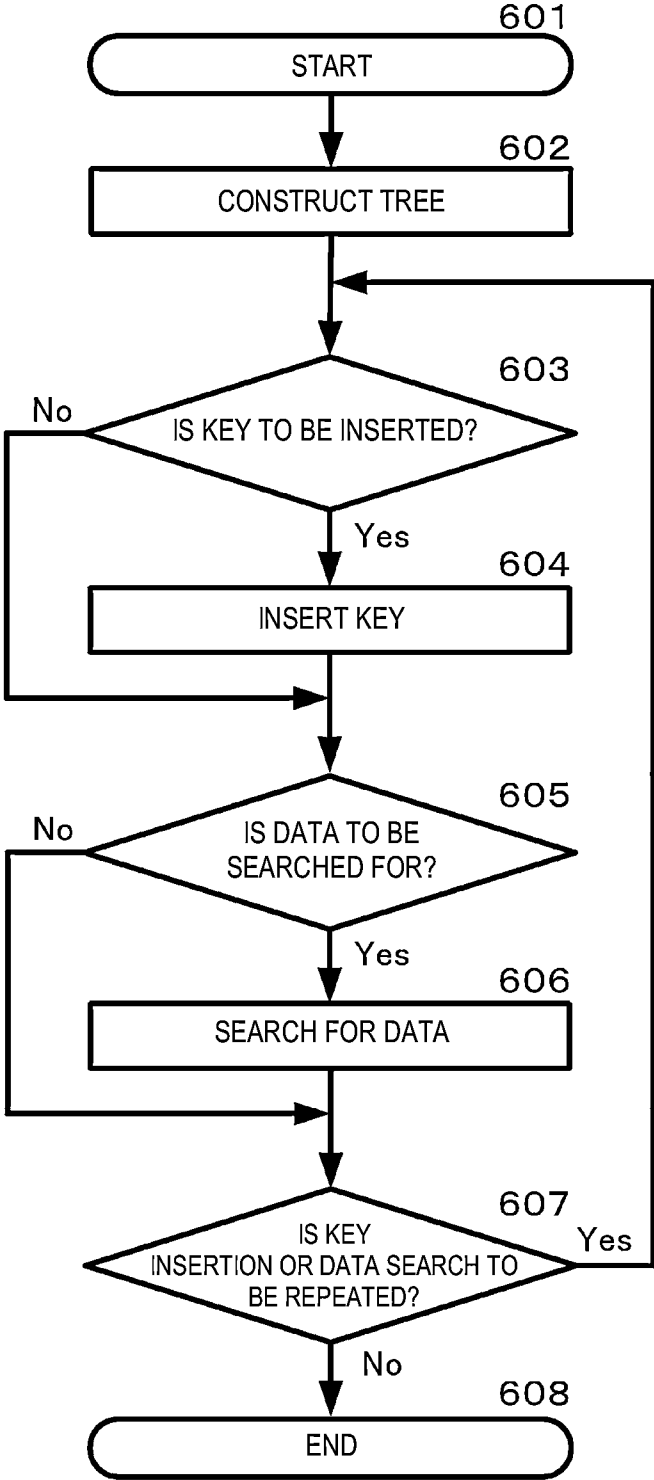 601
START
602
CONSTRUCT TREE
603
No
IS KEY TO BE INSERTED?
Yes
604
INSERT KEY
605
No
IS DATA TO BE
SEARCHED FOR?
Yes
606
SEARCH FOR DATA
607
IS KEY
INSERTION OR DATA SEARCH TO
BE REPEATED?
Yes
No
608
END